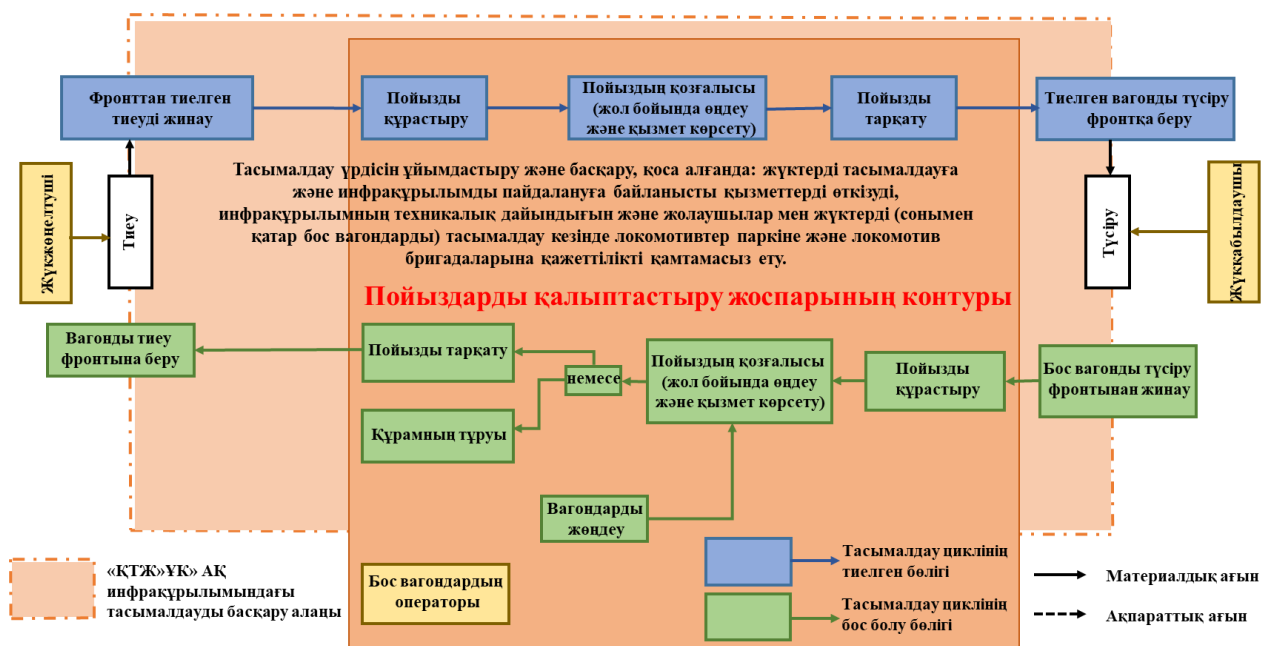 Фронттан тиелген
тиеуді жинау
Пойызды
құрастыру
Пойыздың қозғалысы
(жол бойында өңдеу
және қызмет көрсету)
Пойызды
тарқату
Тиелген вагонды түсіру
фронтқа беру
Жүкжөнелтуші
Тиеу
Тасымалдау үрдісін ұйымдастыру және басқару, қоса алғанда: жүктерді тасымалдауға
және инфрақұрылымды пайдалануға байланысты қызметтерді өткізуді,
инфрақұрылымның техникалық дайындығын және жолаушылар мен жүктерді (сонымен
қатар бос вагондарды) тасымалдау кезінде локомотивтер паркіне және локомотив
бригадаларына қажеттілікті қамтамасыз ету.
Түсіру
Жүкқабылдаушы
Пойыздарды қалыптастыру жоспарының контуры
Вагонды тиеу
фронтына беру
Пойызды тарқату
немесе
Құрамның тұруы
Пойыздың қозғалысы
(жол бойында өңдеу
және қызмет көрсету)
Пойызды
құрастыру
Бос вагонды түсіру
фронтынан жинау
Вагондарды
жөндеу
«ҚТЖ»ҰК» АҚ
инфрақұрылымындағы
тасымалдауды басқару алаңы
Бос вагондардың
операторы
Тасымалдау циклінің
тиелген бөлігі
Тасымалдау циклінің
бос болу бөлігі
Материалдық ағын
Ақпараттық ағын